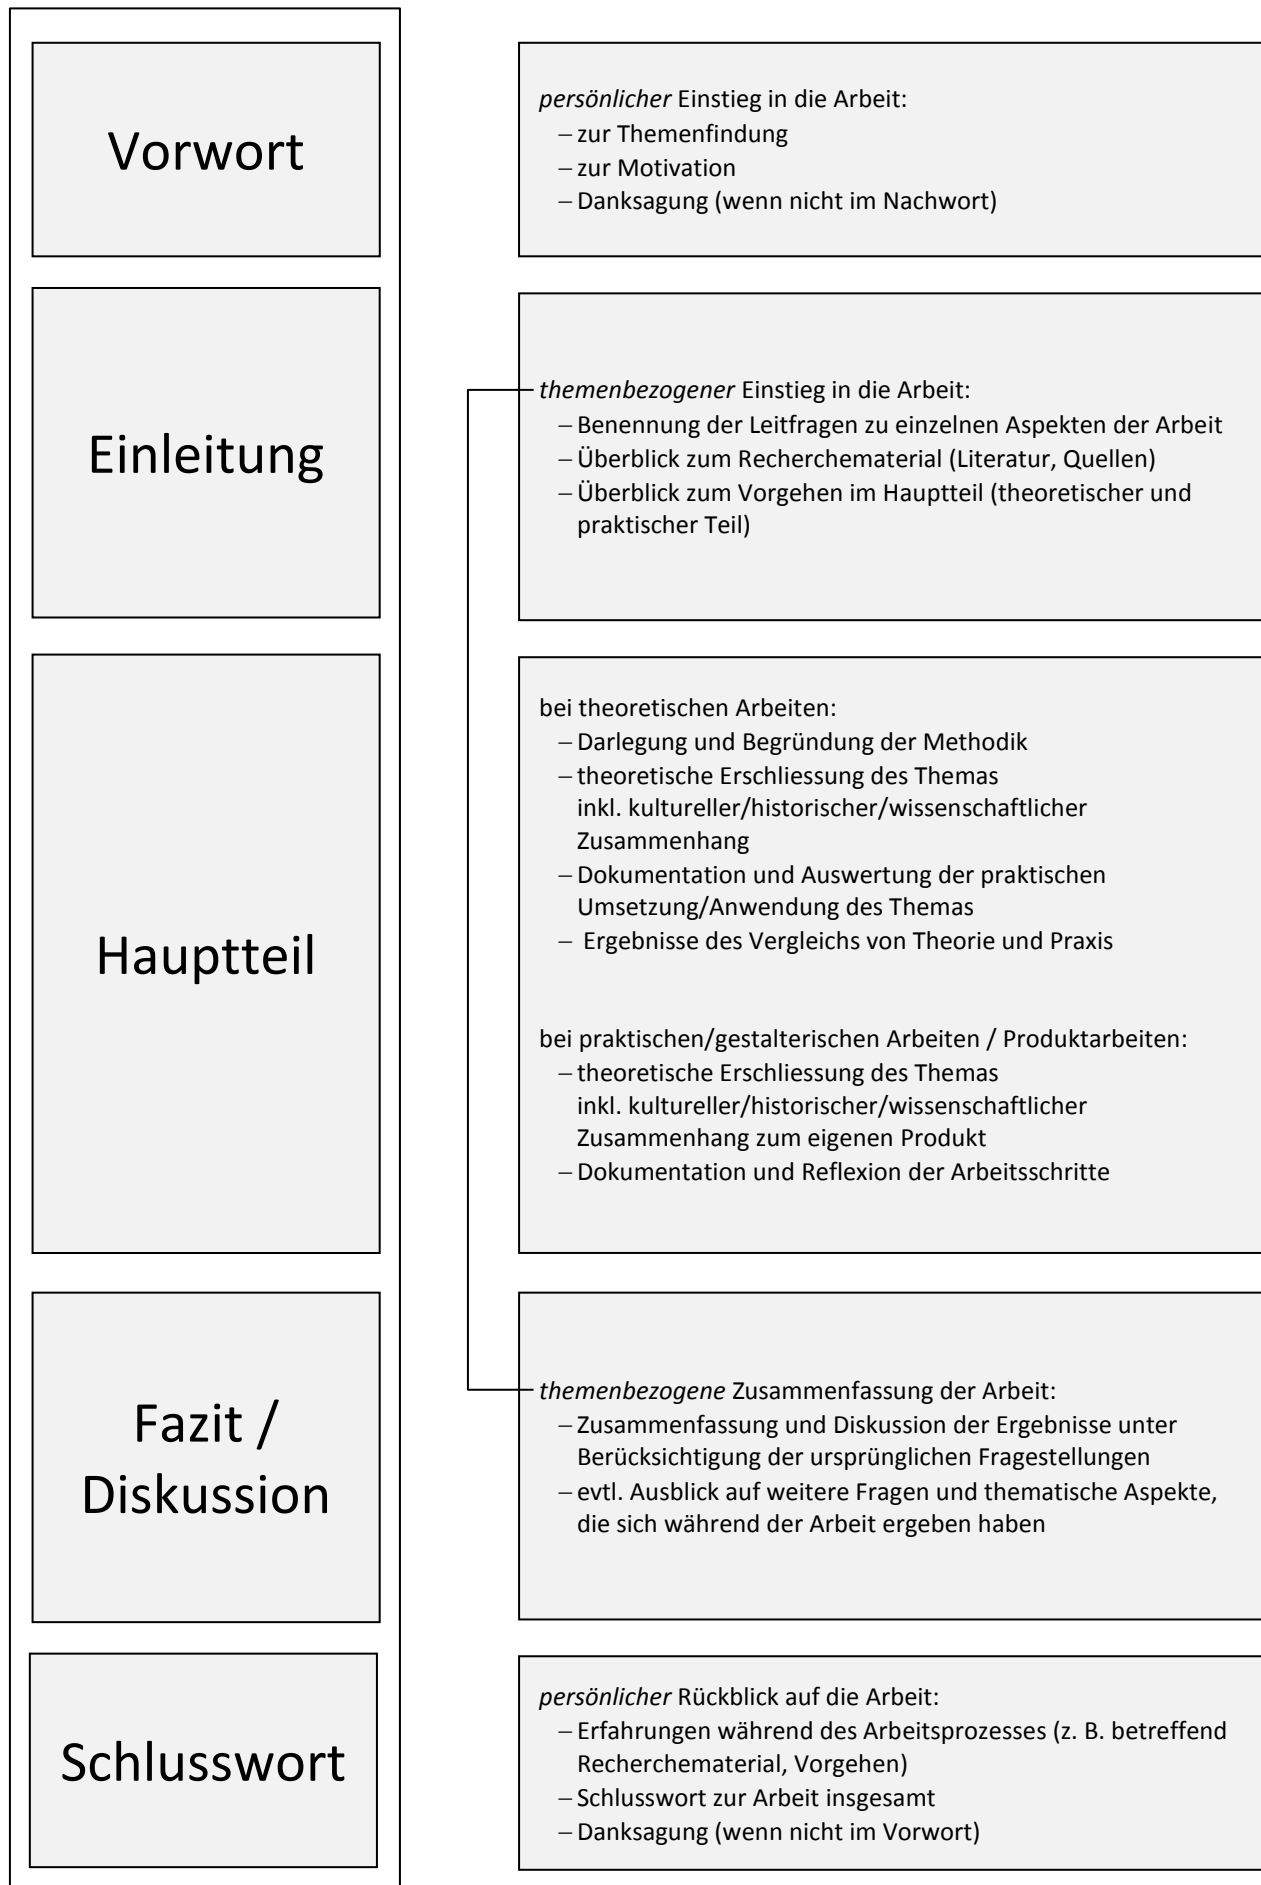 Vorwort
persönlicher Einstieg in die Arbeit:
– zur Themenfindung
– zur Motivation
– Danksagung (wenn nicht im Nachwort)
Einleitung
themenbezogener Einstieg in die Arbeit:
– Benennung der Leitfragen zu einzelnen Aspekten der Arbeit
– Überblick zum Recherchematerial (Literatur, Quellen)
– Überblick zum Vorgehen im Hauptteil (theoretischer und
praktischer Teil)
Hauptteil
bei theoretischen Arbeiten:
– Darlegung und Begründung der Methodik
– theoretische Erschliessung des Themas
inkl. kultureller/historischer/wissenschaftlicher
Zusammenhang
– Dokumentation und Auswertung der praktischen
Umsetzung/Anwendung des Themas
– Ergebnisse des Vergleichs von Theorie und Praxis
bei praktischen/gestalterischen Arbeiten / Produktarbeiten:
– theoretische Erschliessung des Themas
inkl. kultureller/historischer/wissenschaftlicher
Zusammenhang zum eigenen Produkt
– Dokumentation und Reflexion der Arbeitsschritte
Fazit /
Diskussion
themenbezogene Zusammenfassung der Arbeit:
– Zusammenfassung und Diskussion der Ergebnisse unter
Berücksichtigung der ursprünglichen Fragestellungen
– evtl. Ausblick auf weitere Fragen und thematische Aspekte,
die sich während der Arbeit ergeben haben
Schlusswort
persönlicher Rückblick auf die Arbeit:
– Erfahrungen während des Arbeitsprozesses (z. B. betreffend
Recherchematerial, Vorgehen)
– Schlusswort zur Arbeit insgesamt
– Danksagung (wenn nicht im Vorwort)